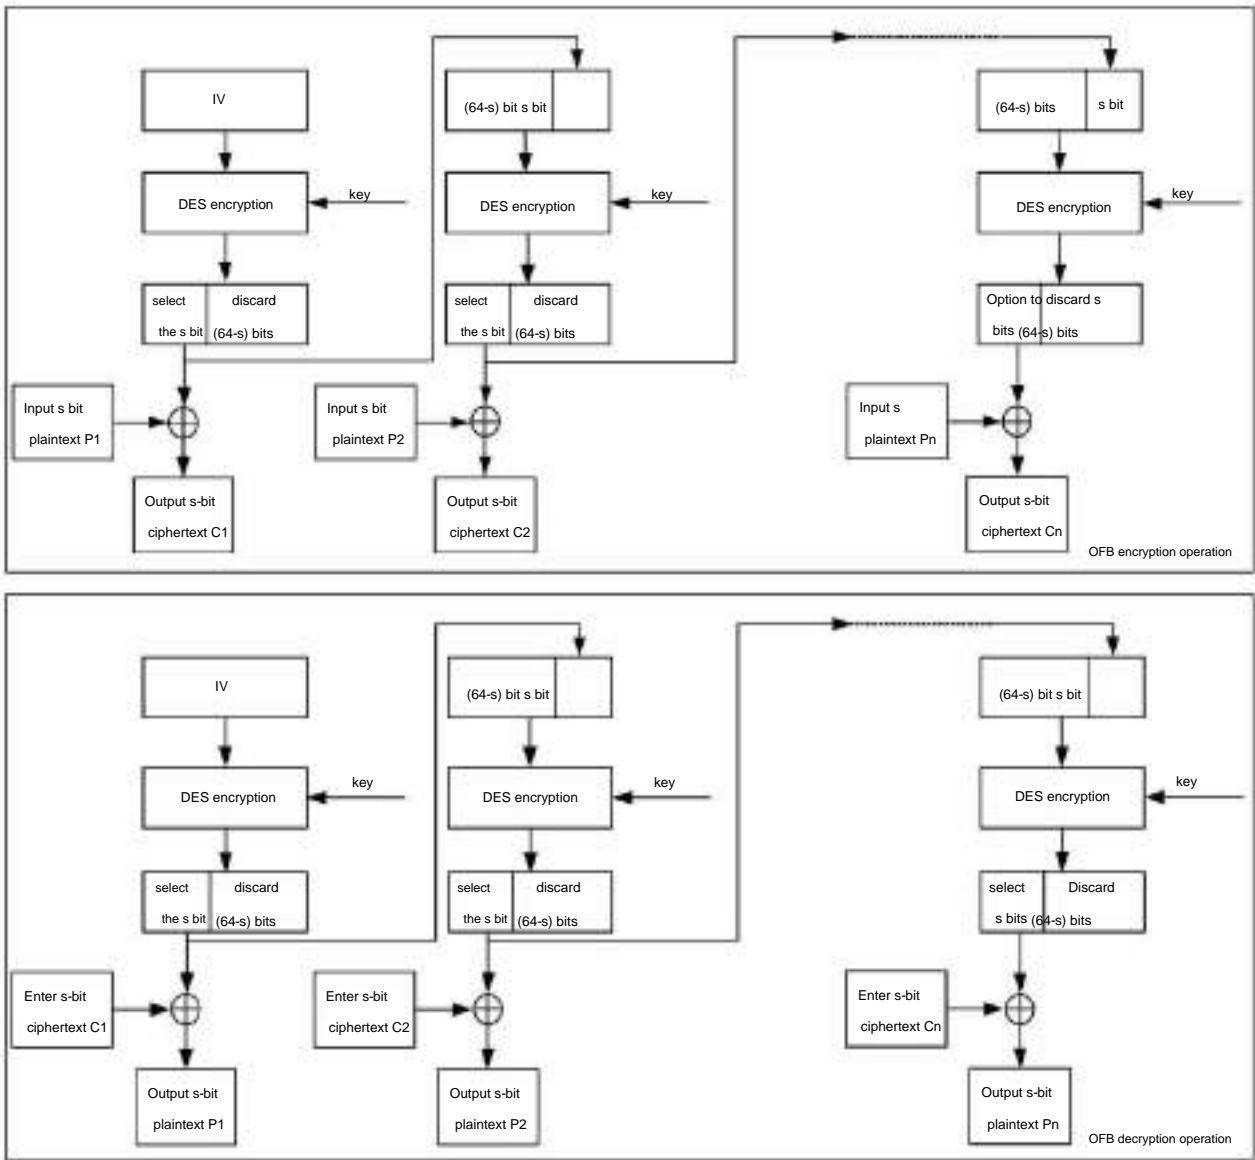 IV
(64-s) bit s bit
(64-s) bits
s bit
DES encryption
key
DES encryption
key
DES encryption
key
select
the s bit
discard
(64-s) bits
select
the s bit
discard
(64-s) bits
Option to discard s
bits (64-s) bits
Input s bit
plaintext P1
Input s bit
plaintext P2
Input s
plaintext Pn
Output s-bit
ciphertext C1
Output s-bit
ciphertext C2
Output s-bit
ciphertext Cn
OFB encryption operation
IV
(64-s) bit s bit
(64-s) bit s bit
DES encryption
key
DES encryption
key
DES encryption
key
select
the s bit
discard
(64-s) bits
select
the s bit
discard
(64-s) bits
select
s bits
Discard
(64-s) bits
Enter s-bit
ciphertext C1
Enter s-bit
ciphertext C2
Enter s-bit
ciphertext Cn
Output s-bit
plaintext P1
Output s-bit
plaintext P2
Output s-bit
plaintext Pn
OFB decryption operation